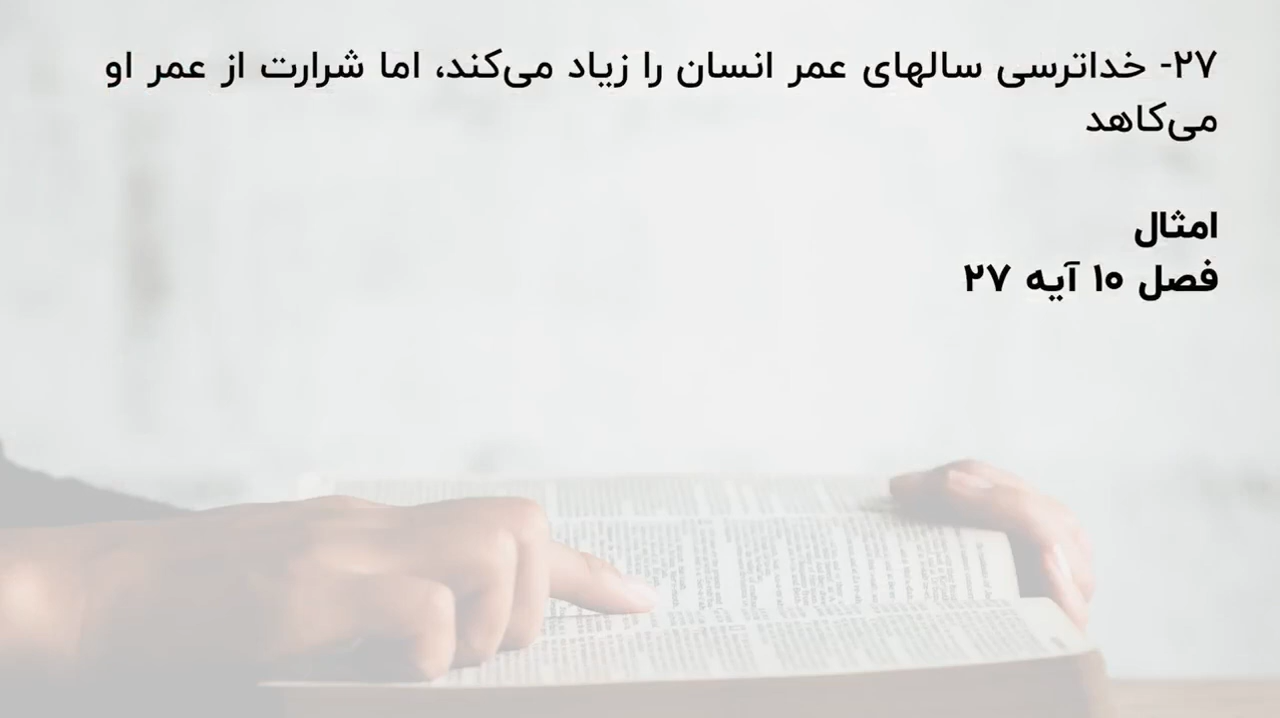 ۲۷- خداترسی سالهای عمر انسان را زیاد می‌کند، اما شرارت از عمر او
می‌کاهد
امثال
فصل ۱۰ آیه ۲۷